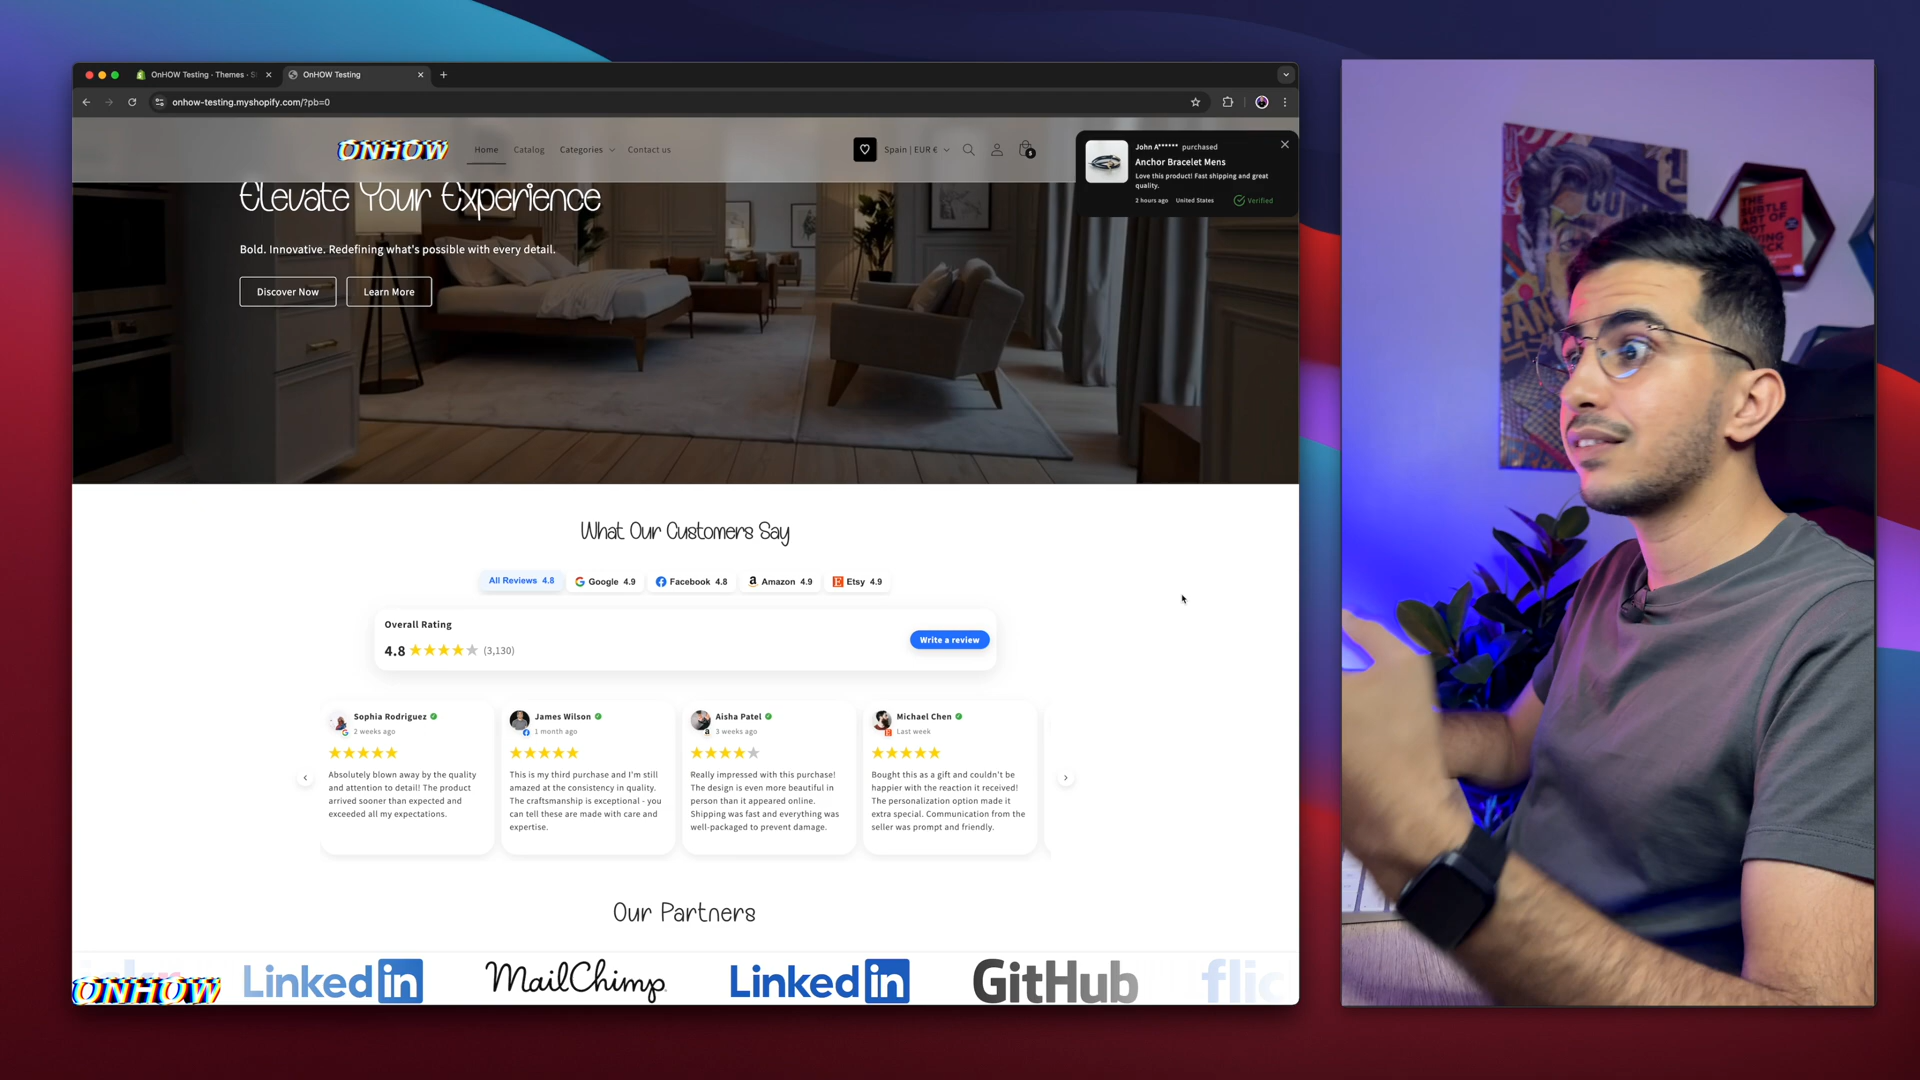 OnHOW Testing · Themes ·
OnHOW Testing
onhow-testing.myshopify.com/?pb=0
ONHOW
Home
Catalog
Categories
Contact us
Spain | EUR €
John A****** purchased
Anchor Bracelet Mens
Love this product! Fast shipping and great
quality.
2 hours ago
United States
Verified
Elevate Your Experience
Bold. Innovative. Redefining what's possible with every detail.
Discover Now
Learn More
What Our Customers Say
All Reviews 4.8
Google 4.9
Facebook 4.8
Amazon 4.9
Etsy 4.9
Overall Rating
4.8
(3,130)
Write a review
Sophia Rodriguez
2 weeks ago
Absolutely blown away by the quality
and attention to detail! The product
arrived sooner than expected and
exceeded all my expectations.
James Wilson
1 month ago
This is my third purchase and I'm still
amazed at the consistency in quality.
The craftsmanship is exceptional - you
can tell these are made with care and
expertise.
Aisha Patel
3 weeks ago
Really impressed with this purchase!
The design is even more beautiful in
person than it appeared online.
Shipping was fast and everything was
well-packaged to prevent damage.
Michael Chen
Last week
Bought this as a gift and couldn't be
happier with the reaction it received!
The personalization option made it
extra special. Communication from the
seller was prompt and friendly.
Our Partners
ONHOW
LinkedIn
MailChimp
LinkedIn
GitHub
flic
THE
SUBTLE
ART OF
NOT